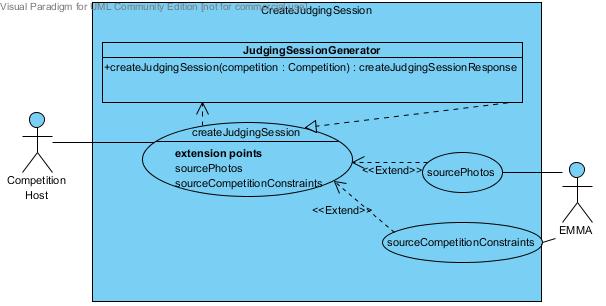 Visual Paradigm for UML Community Edition [not for commercial use]
CreateJudgingSession
JudgingSessionGenerator
+createJudgingSession(competition : Competition) : createJudgingSessionResponse
createJudgingSession
extension points
sourcePhotos
sourceCompetitionConstraints
Competition
Host
<<Extend>>
sourcePhotos
<<Extend>>
EMMA
sourceCompetitionConstraints